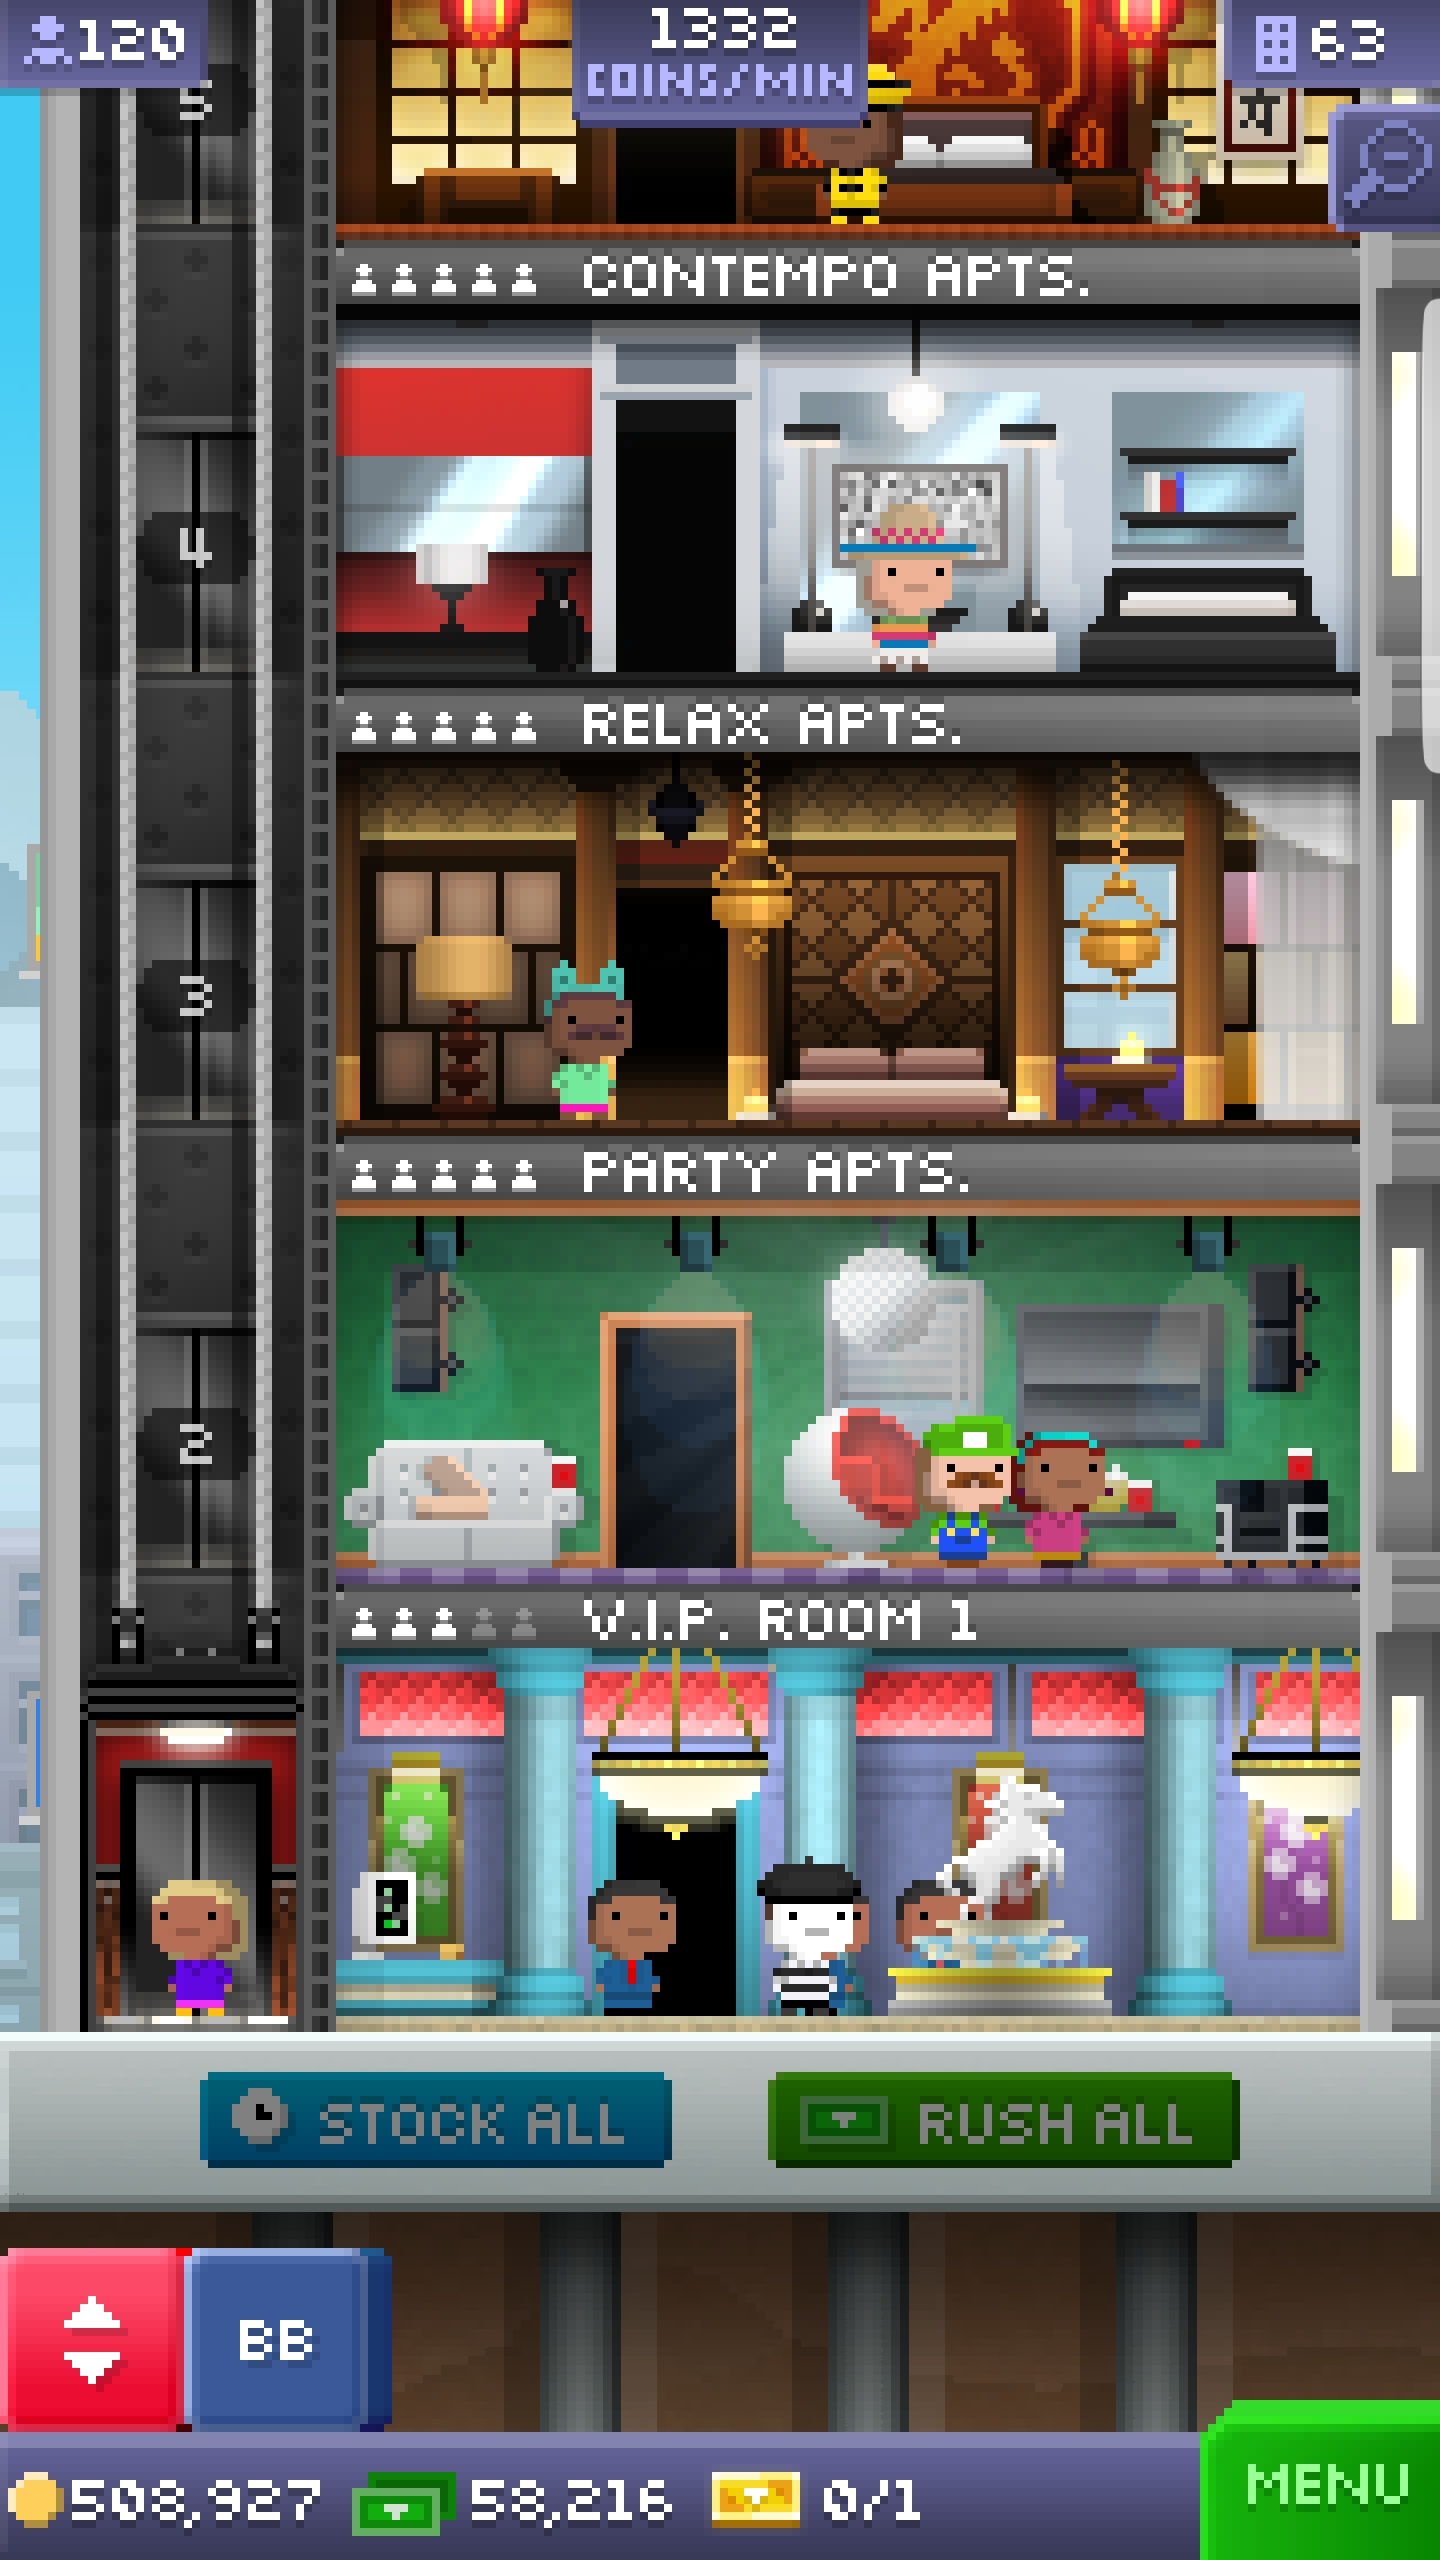 120
1332
COINS/MIN
63
5
CONTEMPO APTS.
4
RELAX APTS.
3
PARTY APTS.
2
V.I.P. ROOM 1
STOCK ALL
RUSH ALL
BB
508,927
58,216
0/1
MENU